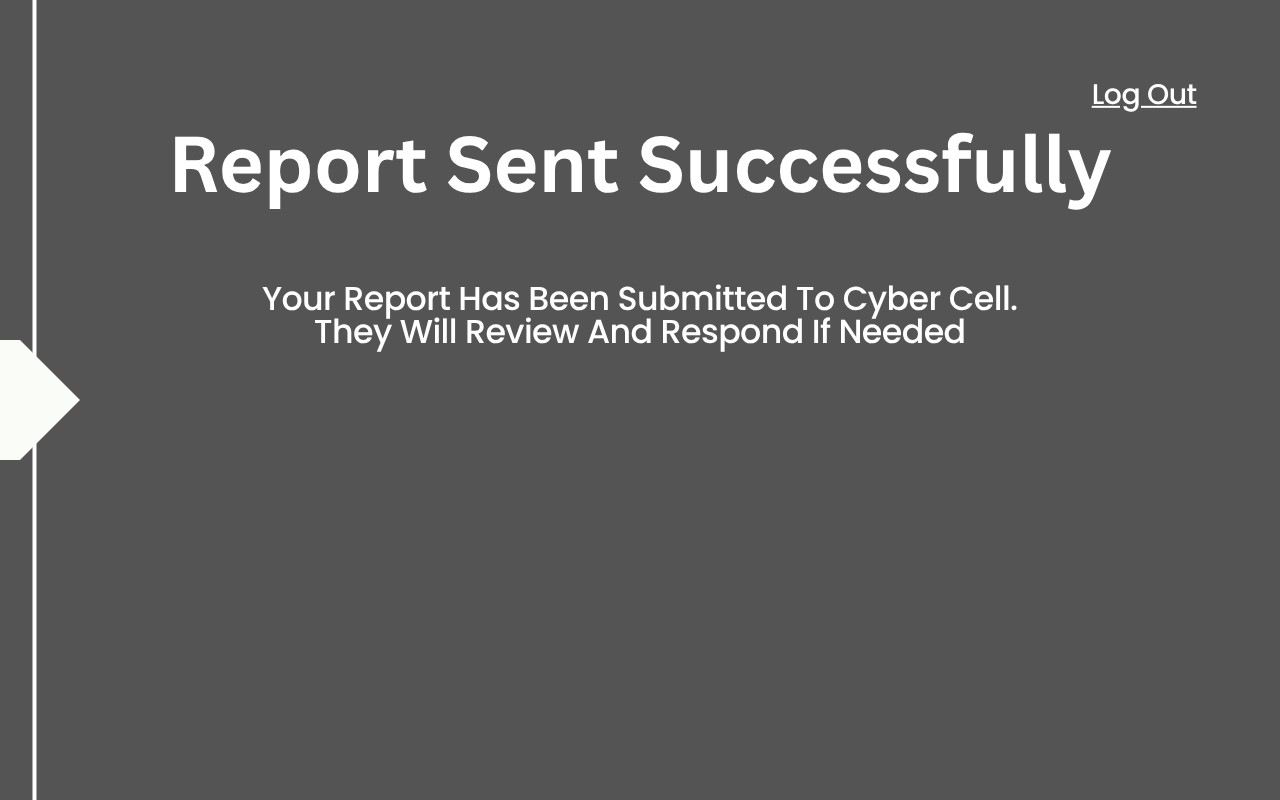 Log Out
Report Sent Successfully
Your Report Has Been Submitted To Cyber Cell.
They Will Review And Respond If Needed